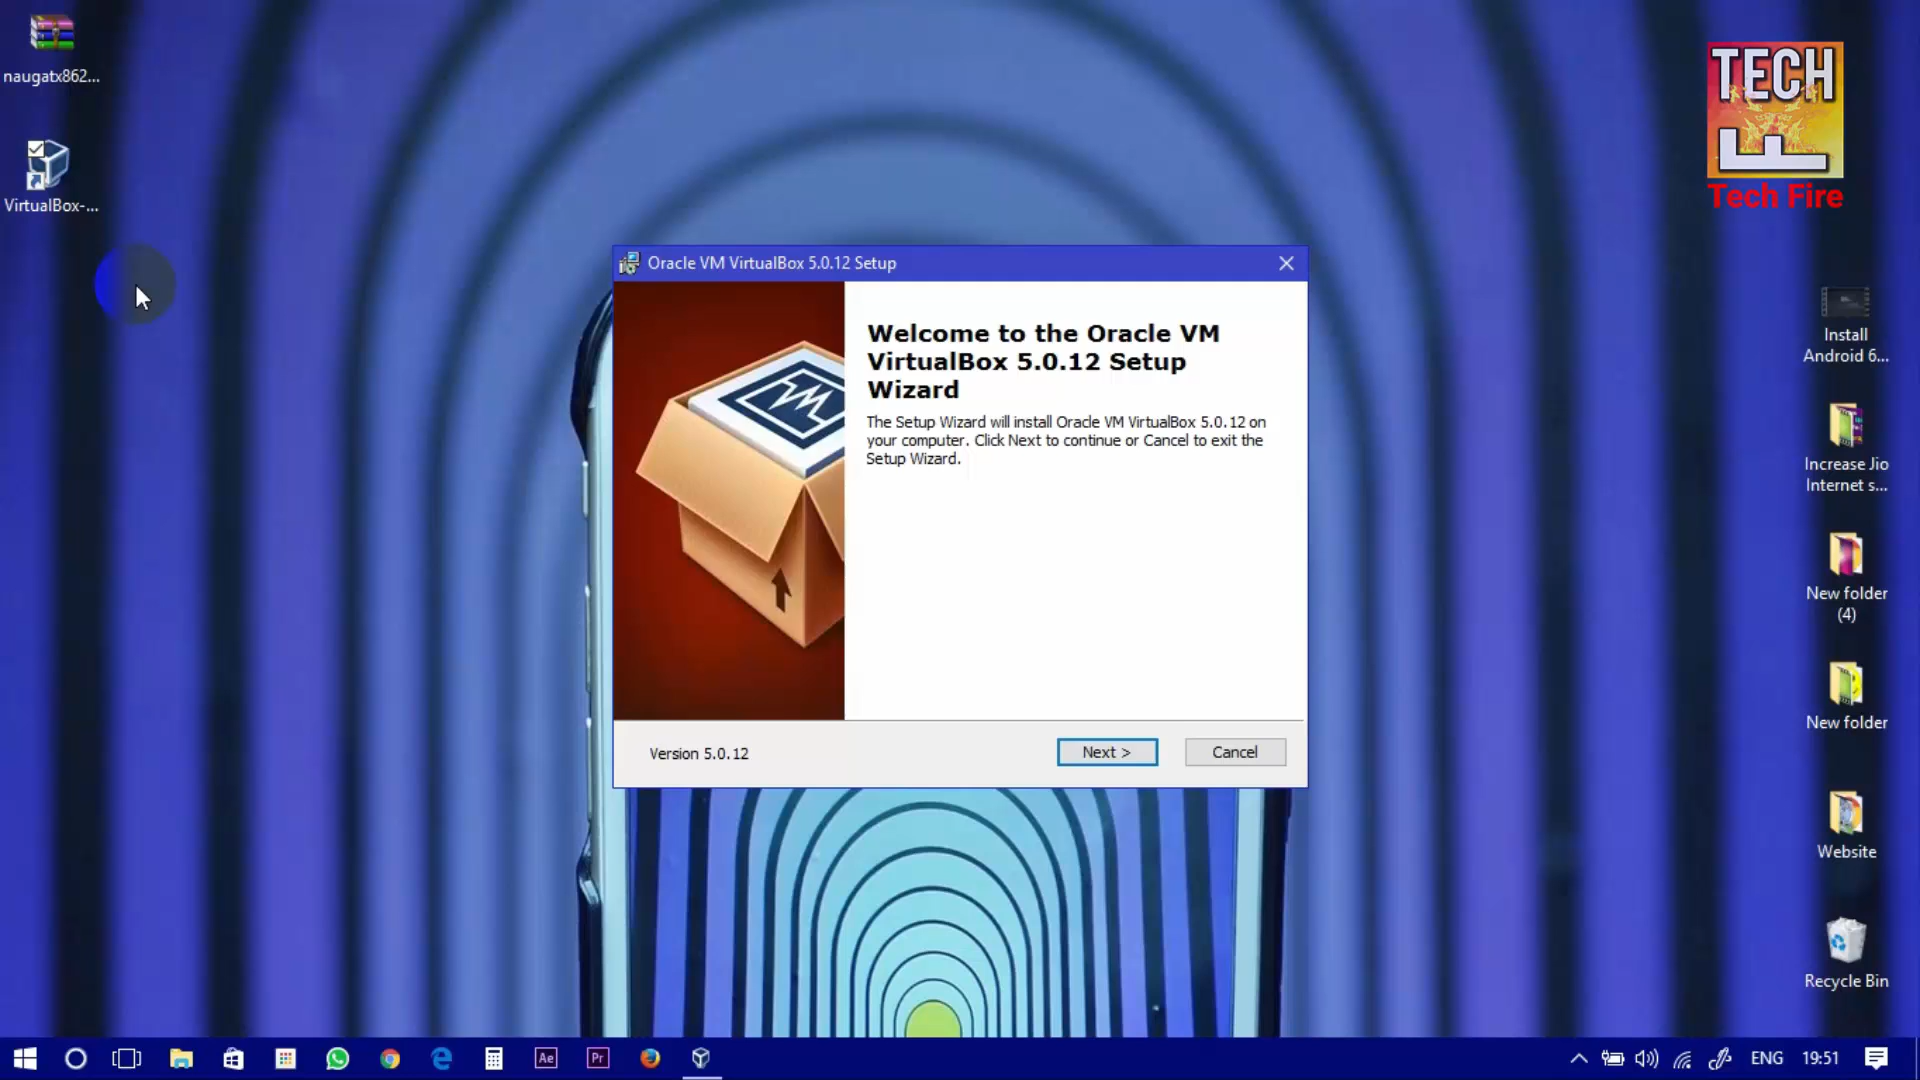 naugatx862...
VirtualBox-...
TECH
F
Tech Fire
Oracle VM VirtualBox 5.0.12 Setup
Welcome to the Oracle VM
VirtualBox 5.0.12 Setup
Wizard
The Setup Wizard will install Oracle VM VirtualBox 5.0.12 on
your computer. Click Next to continue or Cancel to exit the
Setup Wizard.
Version 5.0.12
Next >
Cancel
Install
Android 6...
Increase Jio
Internet s...
New folder
(4)
New folder
Website
Recycle Bin
Ae
Pr
ENG
19:51